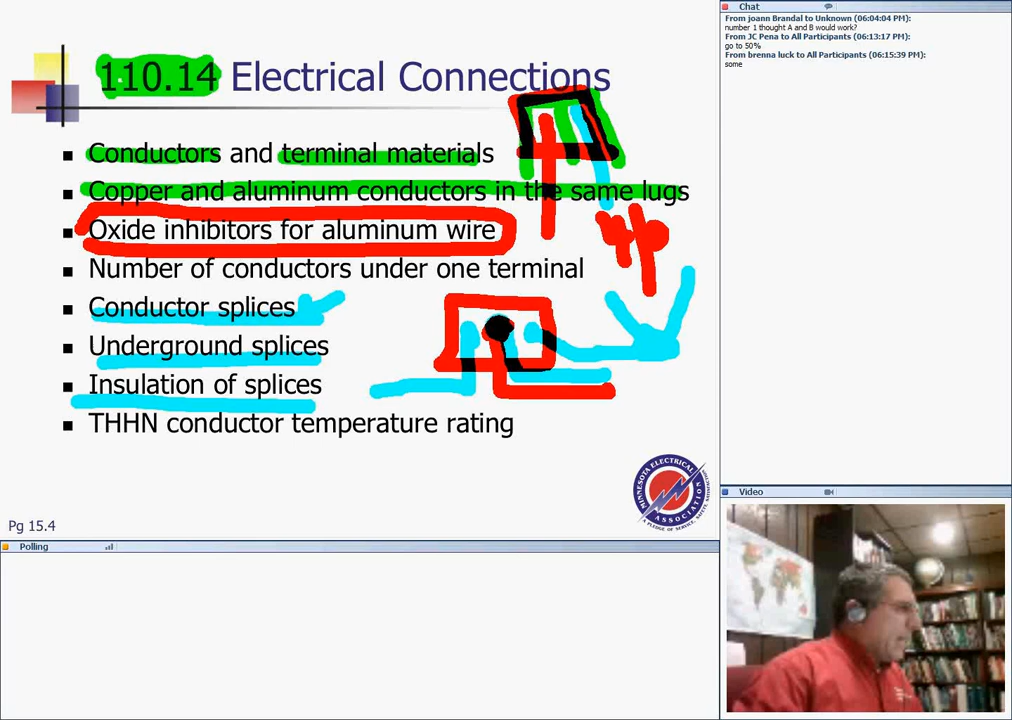 110.14 Electrical Connections
Conductors and terminal materials
Copper and aluminum conductors in the same lugs
Oxide inhibitors for aluminum wire
Number of conductors under one terminal
Conductor splices
Underground splices
Insulation of splices
THHN conductor temperature rating
MINNESOTA ELECTRICAL
ASSOCIATION
Pg 15.4
Polling
Chat
From joann Brandal to Unknown (06:04:04 PM):
number 1 thought A and B would work?
From JC Pena to All Participants (06:13:17 PM):
go to 50%
From brenna luck to All Participants (06:15:39 PM):
some
Video